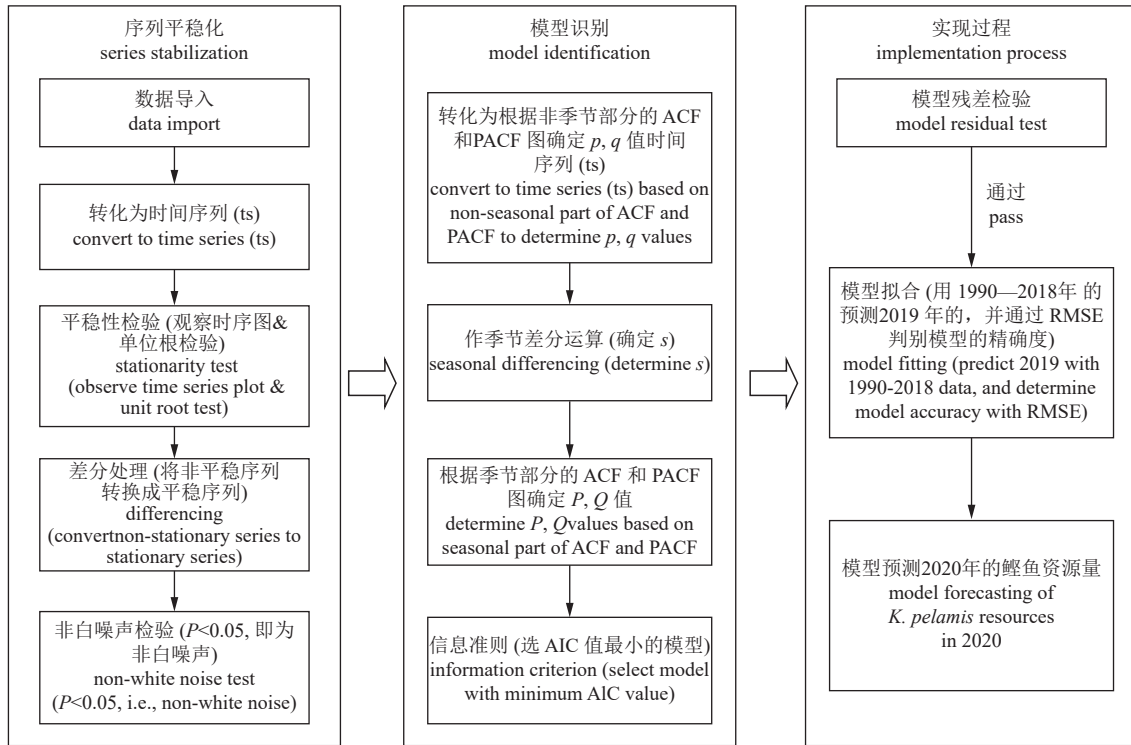 序列平稳化
series stabilization
数据导入
data import
转化为时间序列 (ts)
convert to time series (ts)
平稳性检验 (观察时序图&
单位根检验)
stationarity test
(observe time series plot &
unit root test)
差分处理 (将非平稳序列
转换成平稳序列)
differencing
(convertnon-stationary series to
stationary series)
非白噪声检验 (P<0.05, 即为
非白噪声)
non-white noise test
(P<0.05, i.e., non-white noise)
模型识别
model identification
转化为根据非季节部分的 ACF
和PACF 图确定 p, q 值时间
序列 (ts)
convert to time series (ts) based on
non-seasonal part of ACF and
PACF to determine p, q values
作季节差分运算 (确定 s)
seasonal differencing (determine s)
根据季节部分的 ACF 和 PACF
图确定 P, Q 值
determine P, Qvalues based on
seasonal part of ACF and PACF
信息准则 (选 AIC 值最小的模型)
information criterion (select model
with minimum AIC value)
实现过程
implementation process
模型残差检验
model residual test
通过
pass
模型拟合 (用 1990—2018年 的
预测2019 年的，并通过 RMSE
判别模型的精确度)
model fitting (predict 2019 with
1990-2018 data, and determine
model accuracy with RMSE)
模型预测2020年的鲣鱼资源量
model forecasting of
K. pelamis resources
in 2020